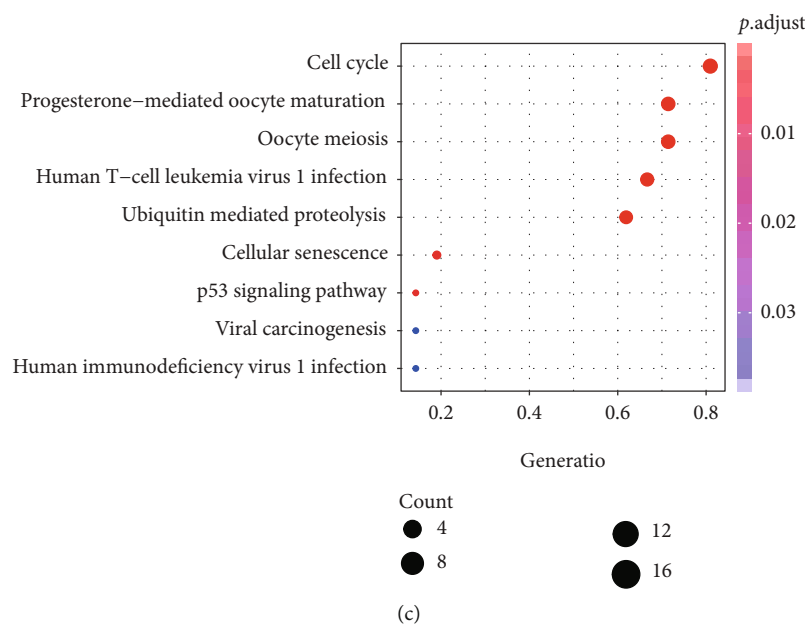 p.adjust
Cell cycle
Progesterone−mediated oocyte maturation
Oocyte meiosis
Human T−cell leukemia virus 1 infection
Ubiquitin mediated proteolysis
Cellular senescence
p53 signaling pathway
Viral carcinogenesis
Human immunodeficiency virus 1 infection
0.01
0.02
0.03
0.2 0.4 0.6 0.8
Generatio
Count
4 12
8 16
(c)